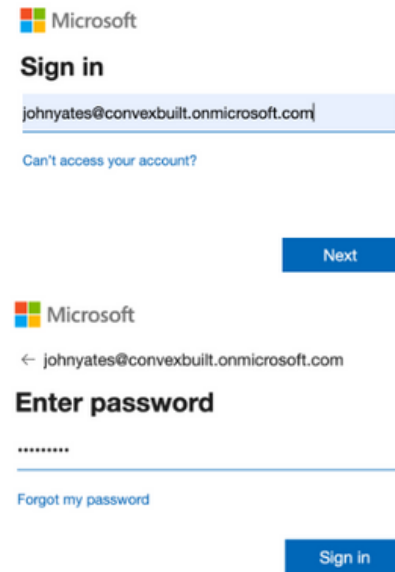 Microsoft
Sign in
johnyates@convexbuilt.onmicrosoft.com
Can't access your account?
Next
Microsoft
← johnyates@convexbuilt.onmicrosoft.com
Enter password
•••••••••
Forgot my password
Sign in